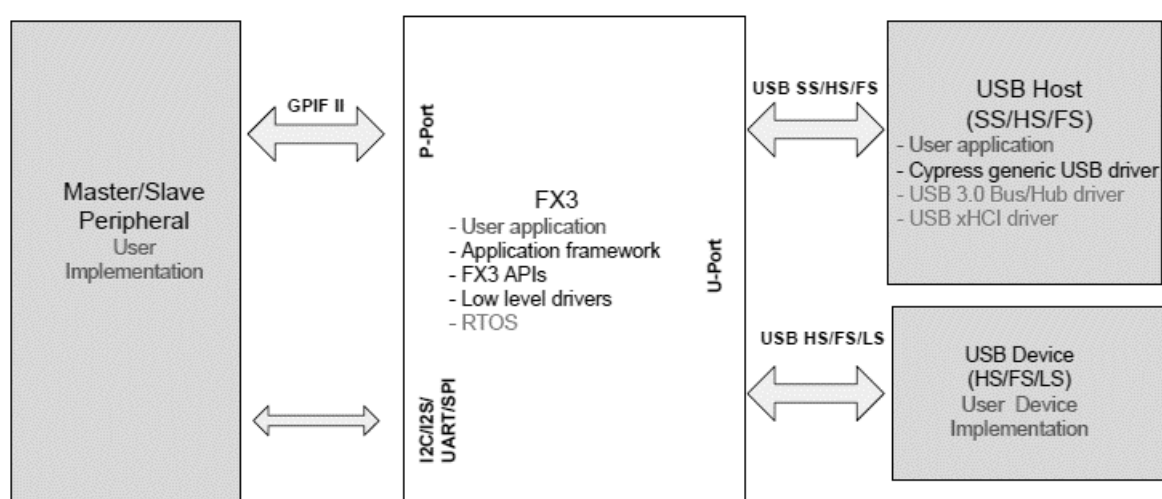 Master/Slave
Peripheral
User
Implementation
GPIF II
P-Port
I2C/I2S/
UART/SPI
FX3
- User application
- Application framework
- FX3 APIs
- Low level drivers
- RTOS
U-Port
USB SS/HS/FS
USB HS/FS/LS
USB Host
(SS/HS/FS)
- User application
- Cypress generic USB driver
- USB 3.0 Bus/Hub driver
- USB xHCI driver
USB Device
(HS/FS/LS)
User Device
Implementation